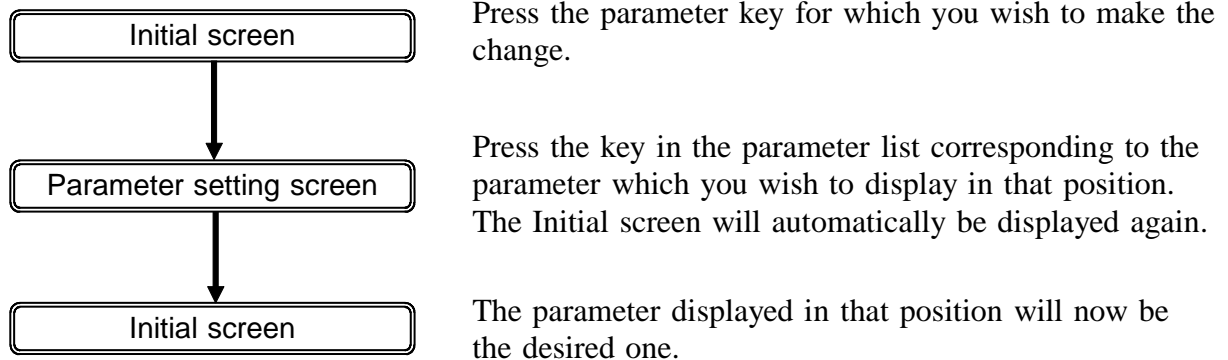 Initial screen
Press the parameter key for which you wish to make the
change.
Parameter setting screen
Press the key in the parameter list corresponding to the
parameter which you wish to display in that position.
The Initial screen will automatically be displayed again.
Initial screen
The parameter displayed in that position will now be
the desired one.